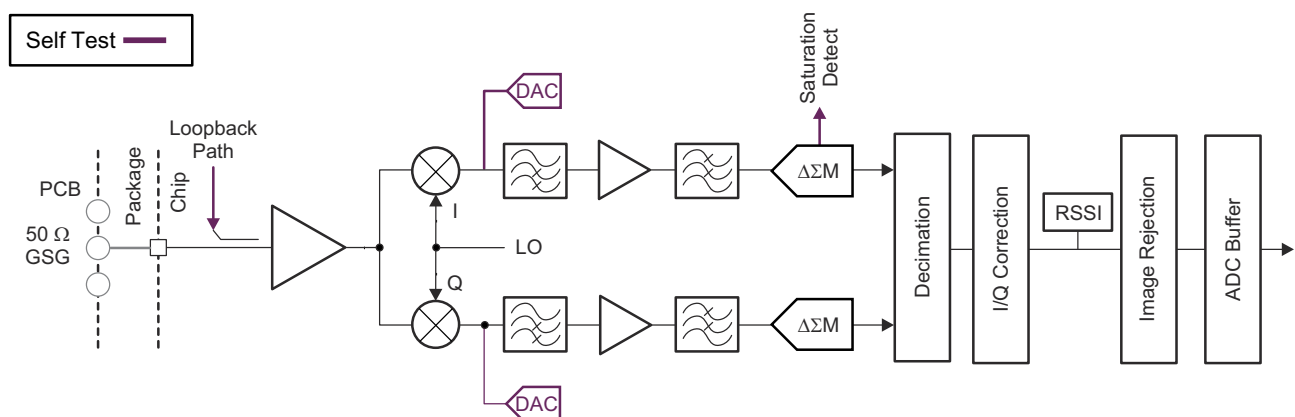 Self Test
DAC
Saturation
Detect
Loopback
Path
PCB
Package
Chip
50 Ω
GSG
I
LO
Q
ΔΣM
ΔΣM
DAC
Decimation
I/Q Correction
RSSI
Image Rejection
ADC Buffer